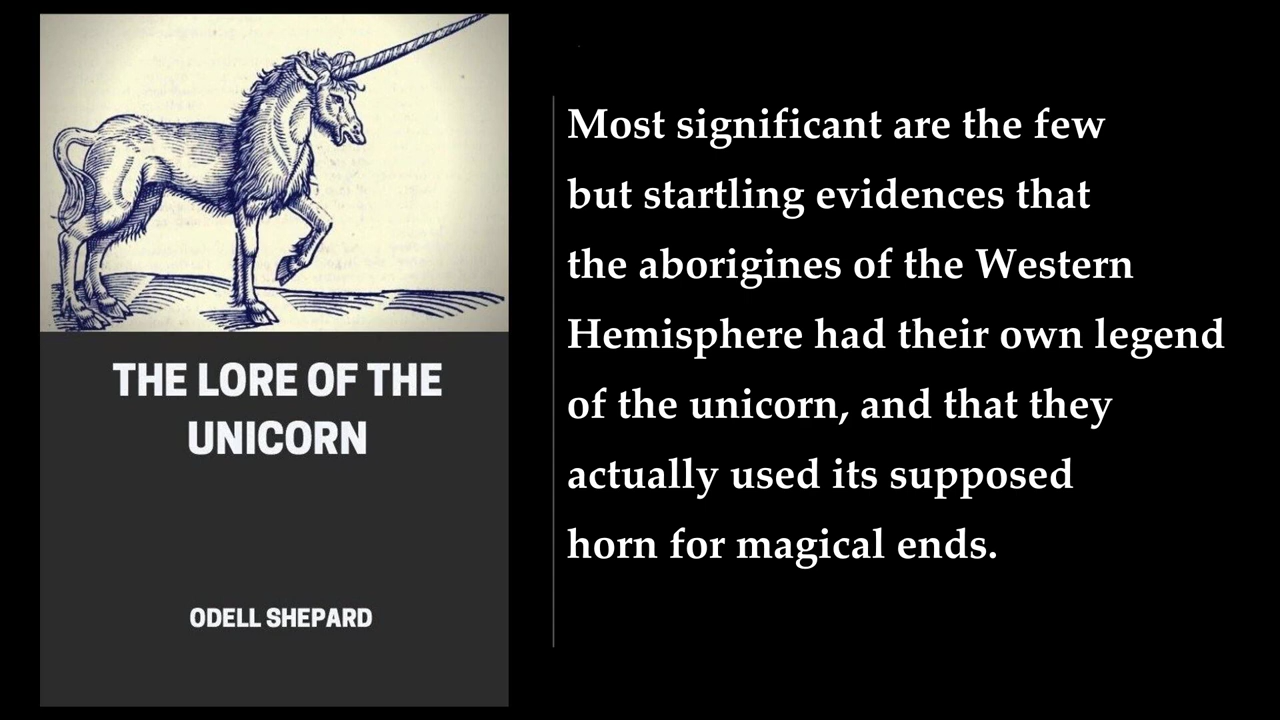 THE LORE OF THE
UNICORN
ODELL SHEPARD
Most significant are the few
but startling evidences that
the aborigines of the Western
Hemisphere had their own legend
of the unicorn, and that they
actually used its supposed
horn for magical ends.